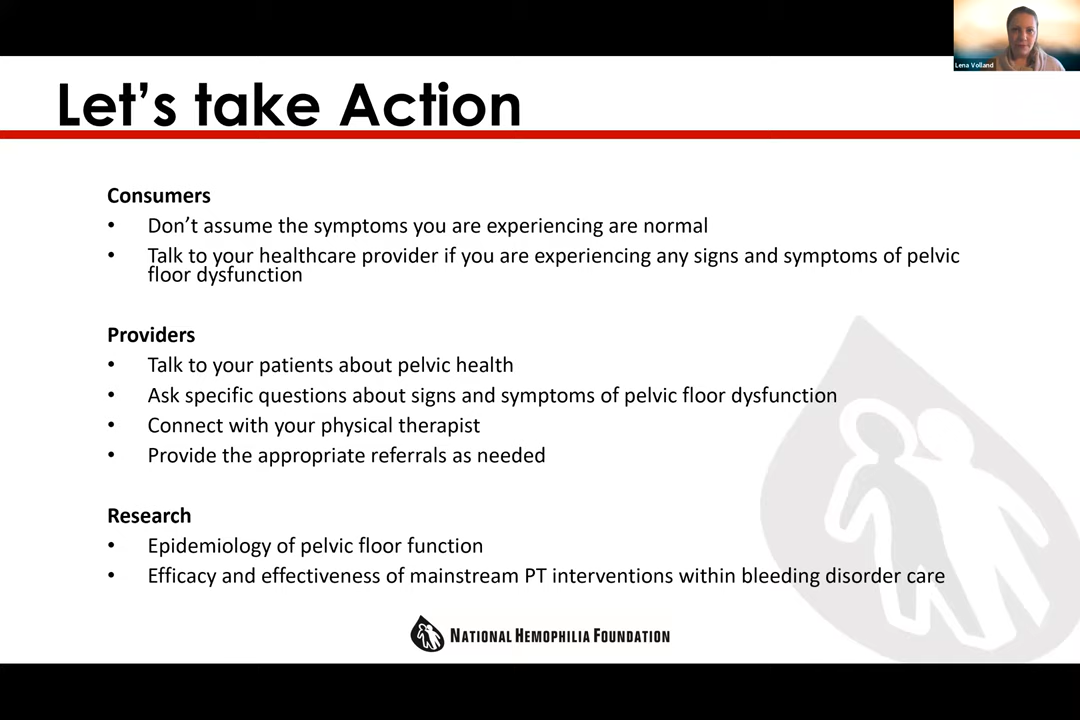 Lena Volland
Let’s take Action
Consumers
• Don’t assume the symptoms you are experiencing are normal
• Talk to your healthcare provider if you are experiencing any signs and symptoms of pelvic
floor dysfunction
Providers
• Talk to your patients about pelvic health
• Ask specific questions about signs and symptoms of pelvic floor dysfunction
• Connect with your physical therapist
• Provide the appropriate referrals as needed
Research
• Epidemiology of pelvic floor function
• Efficacy and effectiveness of mainstream PT interventions within bleeding disorder care
NATIONAL HEMOPHILIA FOUNDATION